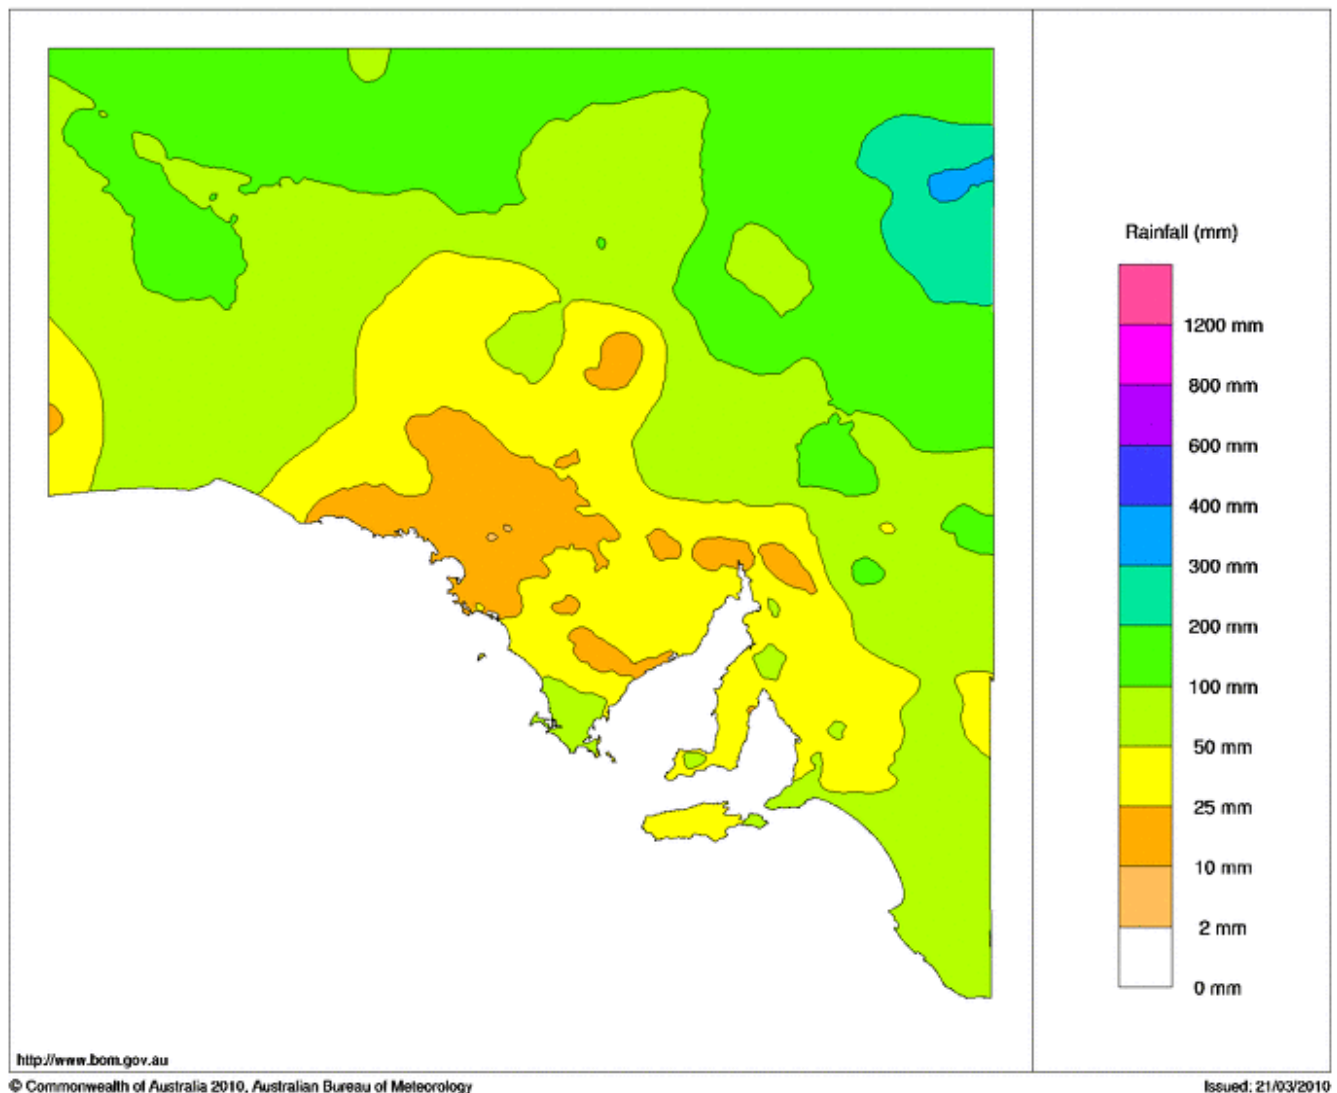 Rainfall (mm)
1200 mm
800 mm
600 mm
400 mm
300 mm
200 mm
100 mm
50 mm
25 mm
10 mm
2 mm
0 mm
http://www.bom.gov.au
© Commonwealth of Australia 2010, Australian Bureau of Meteorology
Issued: 21/03/2010